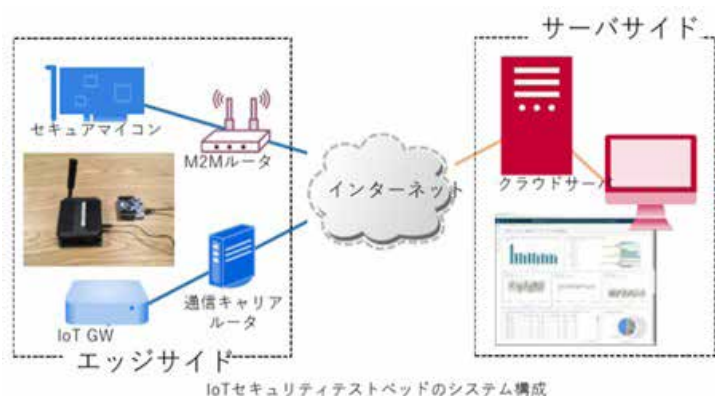 サーバサイド
セキュアマイコン
M2Mルータ
インターネット
クラウドサーバ
通信キャリア
ルータ
IoT GW
エッジサイド
IoTセキュリティテストベッドのシステム構成